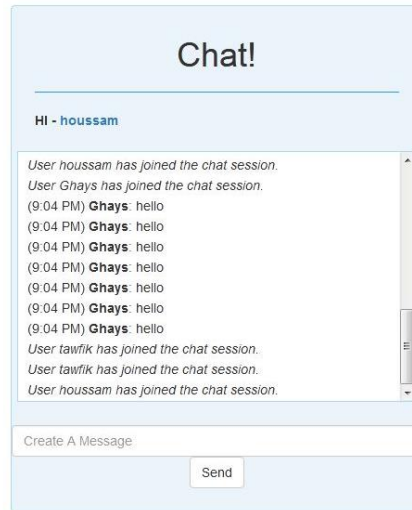 Chat!
HI - houssam
User houssam has joined the chat session.
User Ghays has joined the chat session.
(9:04 PM) Ghays: hello
(9:04 PM) Ghays: hello
(9:04 PM) Ghays: hello
(9:04 PM) Ghays: hello
(9:04 PM) Ghays: hello
(9:04 PM) Ghays: hello
(9:04 PM) Ghays: hello
User tawfik has joined the chat session.
User tawfik has joined the chat session.
User houssam has joined the chat session.
Create A Message
Send